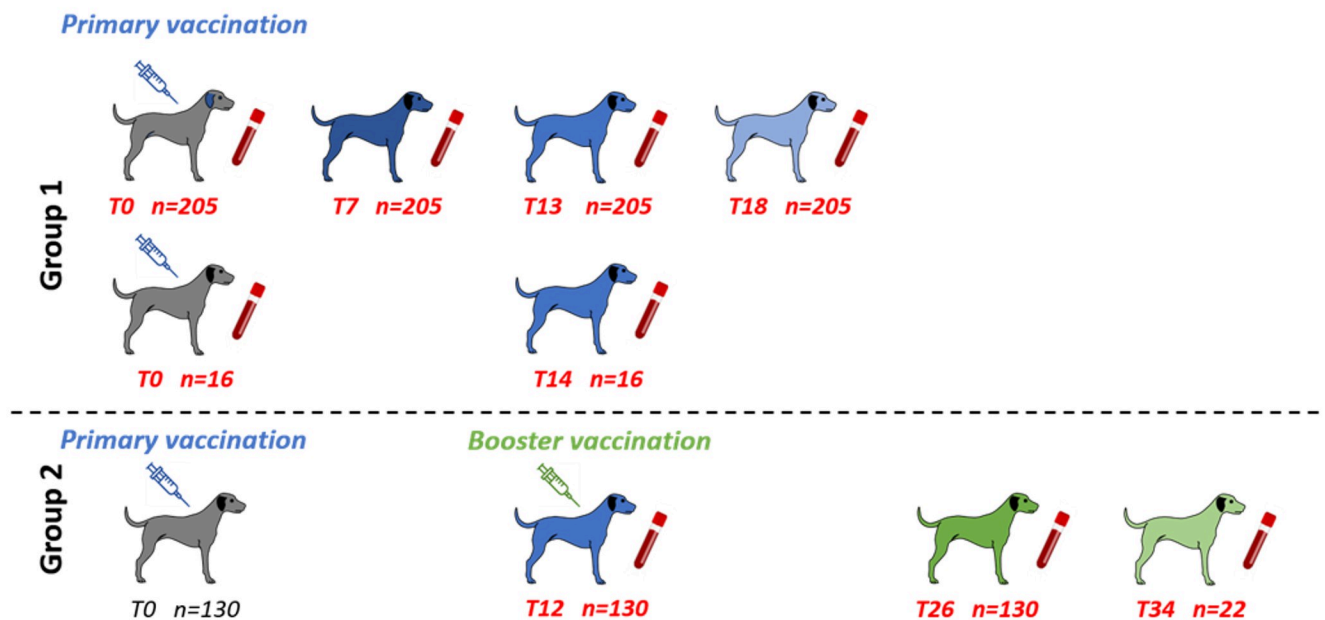 Primary vaccination
Group 1
T0 n=205
T7 n=205
T13 n=205
T18 n=205
T0 n=16
T14 n=16
Group 2
Primary vaccination
Booster vaccination
T0 n=130
T12 n=130
T26 n=130
T34 n=22